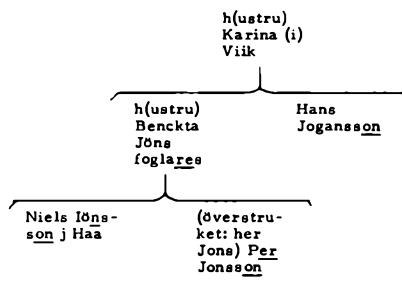 h(ustru)
Karina (i)
Viik
h(ustru)
Benckta
Jöns
foglares
Hans
Jogansson
Niels Iöns-
son j Haa
(överstru-
ket: her
Jons) Per
Jonsson